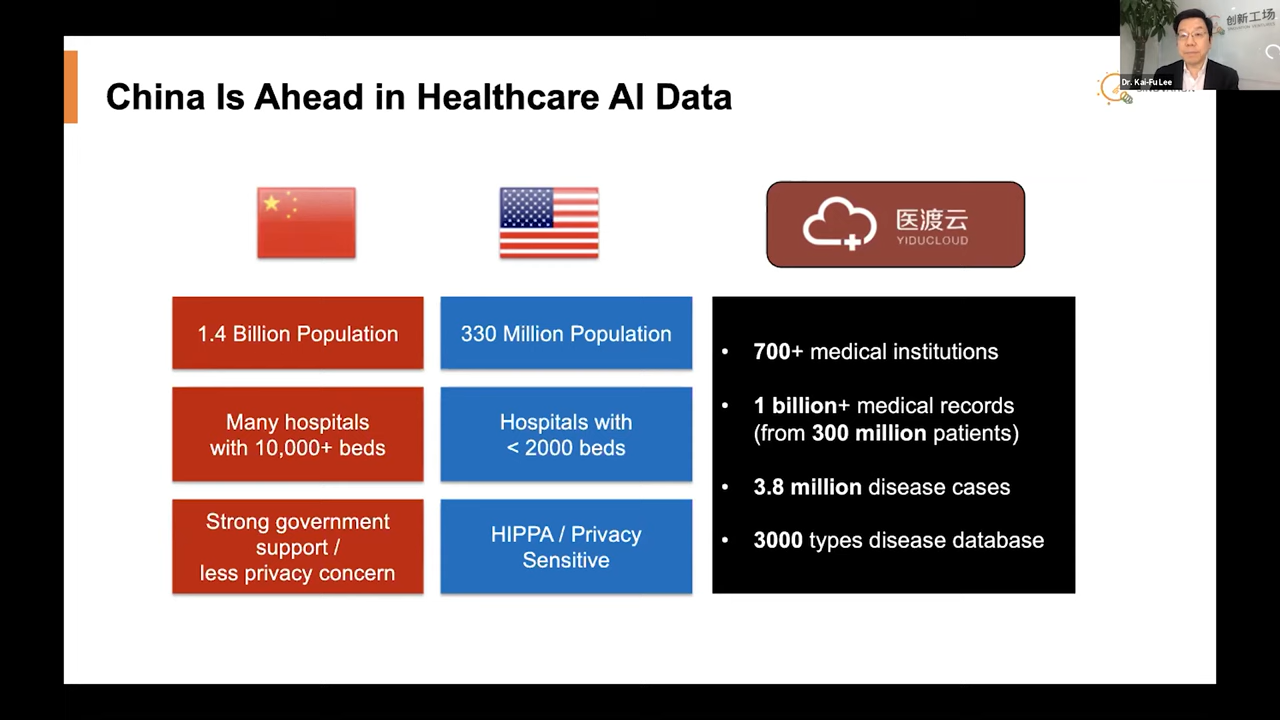 创新工场
Dr. Kai-Fu Lee
China Is Ahead in Healthcare AI Data
医渡云
YIDUCLOUD
1.4 Billion Population
330 Million Population
Many hospitals
with 10,000+ beds
Hospitals with
< 2000 beds
Strong government
support /
less privacy concern
HIPPA / Privacy
Sensitive
• 700+ medical institutions
• 1 billion+ medical records
(from 300 million patients)
• 3.8 million disease cases
• 3000 types disease database